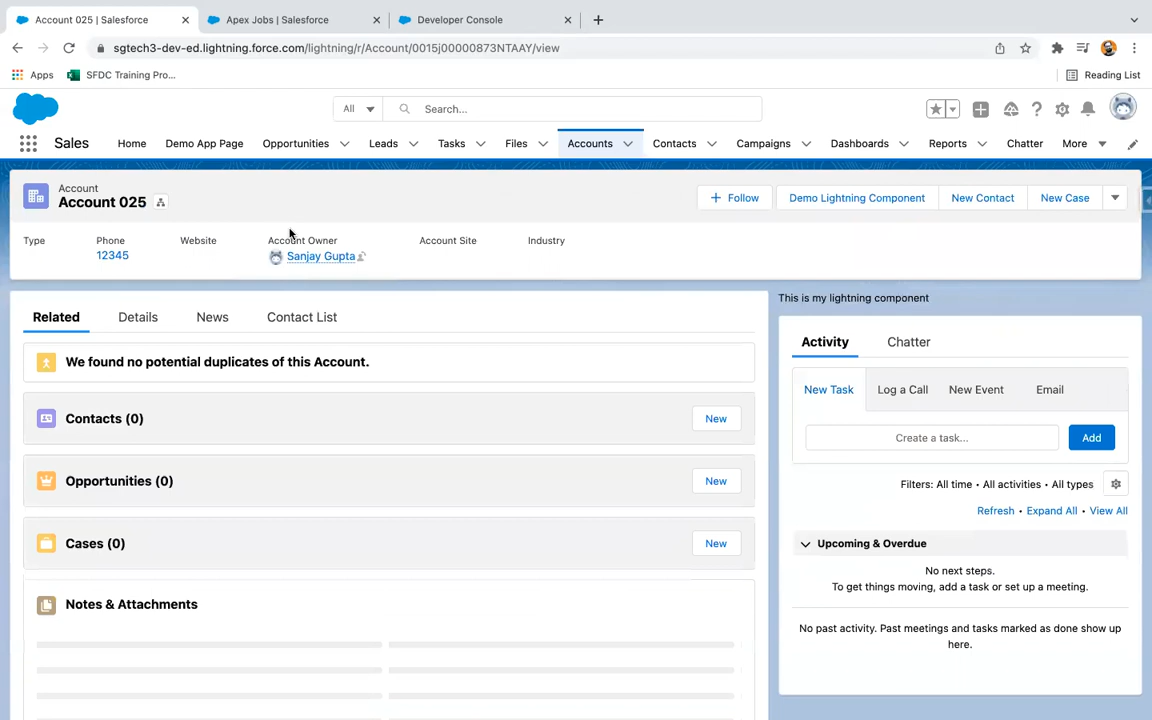 Account 025 | Salesforce
Apex Jobs | Salesforce
Developer Console
sgtech3-dev-ed.lightning.force.com/lightning/r/Account/0015j00000873NTAAY/view
Apps
SFDC Training Pro...
Reading List
All
Search...
Sales
Home
Demo App Page
Opportunities
Leads
Tasks
Files
Accounts
Contacts
Campaigns
Dashboards
Reports
Chatter
More
Account
Account 025
+ Follow
Demo Lightning Component
New Contact
New Case
Type
Phone
Website
Account Owner
Account Site
Industry
12345
Sanjay Gupta
Related
Details
News
Contact List
We found no potential duplicates of this Account.
Contacts (0)
New
Opportunities (0)
New
Cases (0)
New
Notes & Attachments
This is my lightning component
Activity
Chatter
New Task
Log a Call
New Event
Email
Create a task...
Add
Filters: All time • All activities • All types
Refresh • Expand All • View All
Upcoming & Overdue
No next steps.
To get things moving, add a task or set up a meeting.
No past activity. Past meetings and tasks marked as done show up
here.